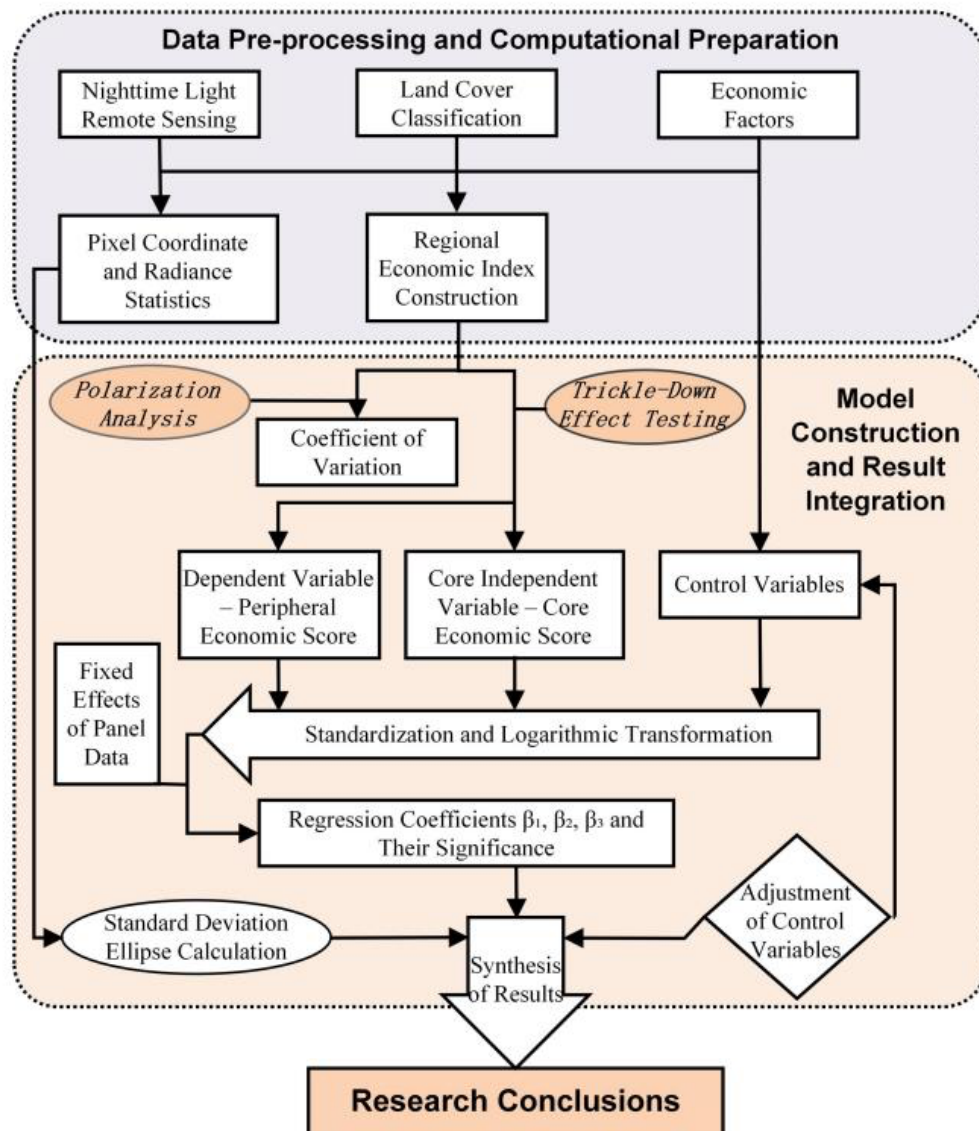 Data Pre-processing and Computational Preparation
Nighttime Light
Remote Sensing
Land Cover
Classification
Economic
Factors
Pixel Coordinate
and Radiance
Statistics
Regional
Economic Index
Construction
Polarization
Analysis
Trickle-Down
Effect Testing
Model
Construction
and Result
Integration
Coefficient of
Variation
Dependent Variable
– Peripheral
Economic Score
Core Independent
Variable – Core
Economic Score
Control Variables
Fixed
Effects
of Panel
Data
Standardization and Logarithmic Transformation
Regression Coefficients β₁, β₂, β₃ and
Their Significance
Standard Deviation
Ellipse Calculation
Synthesis
of Results
Adjustment
of Control
Variables
Research Conclusions